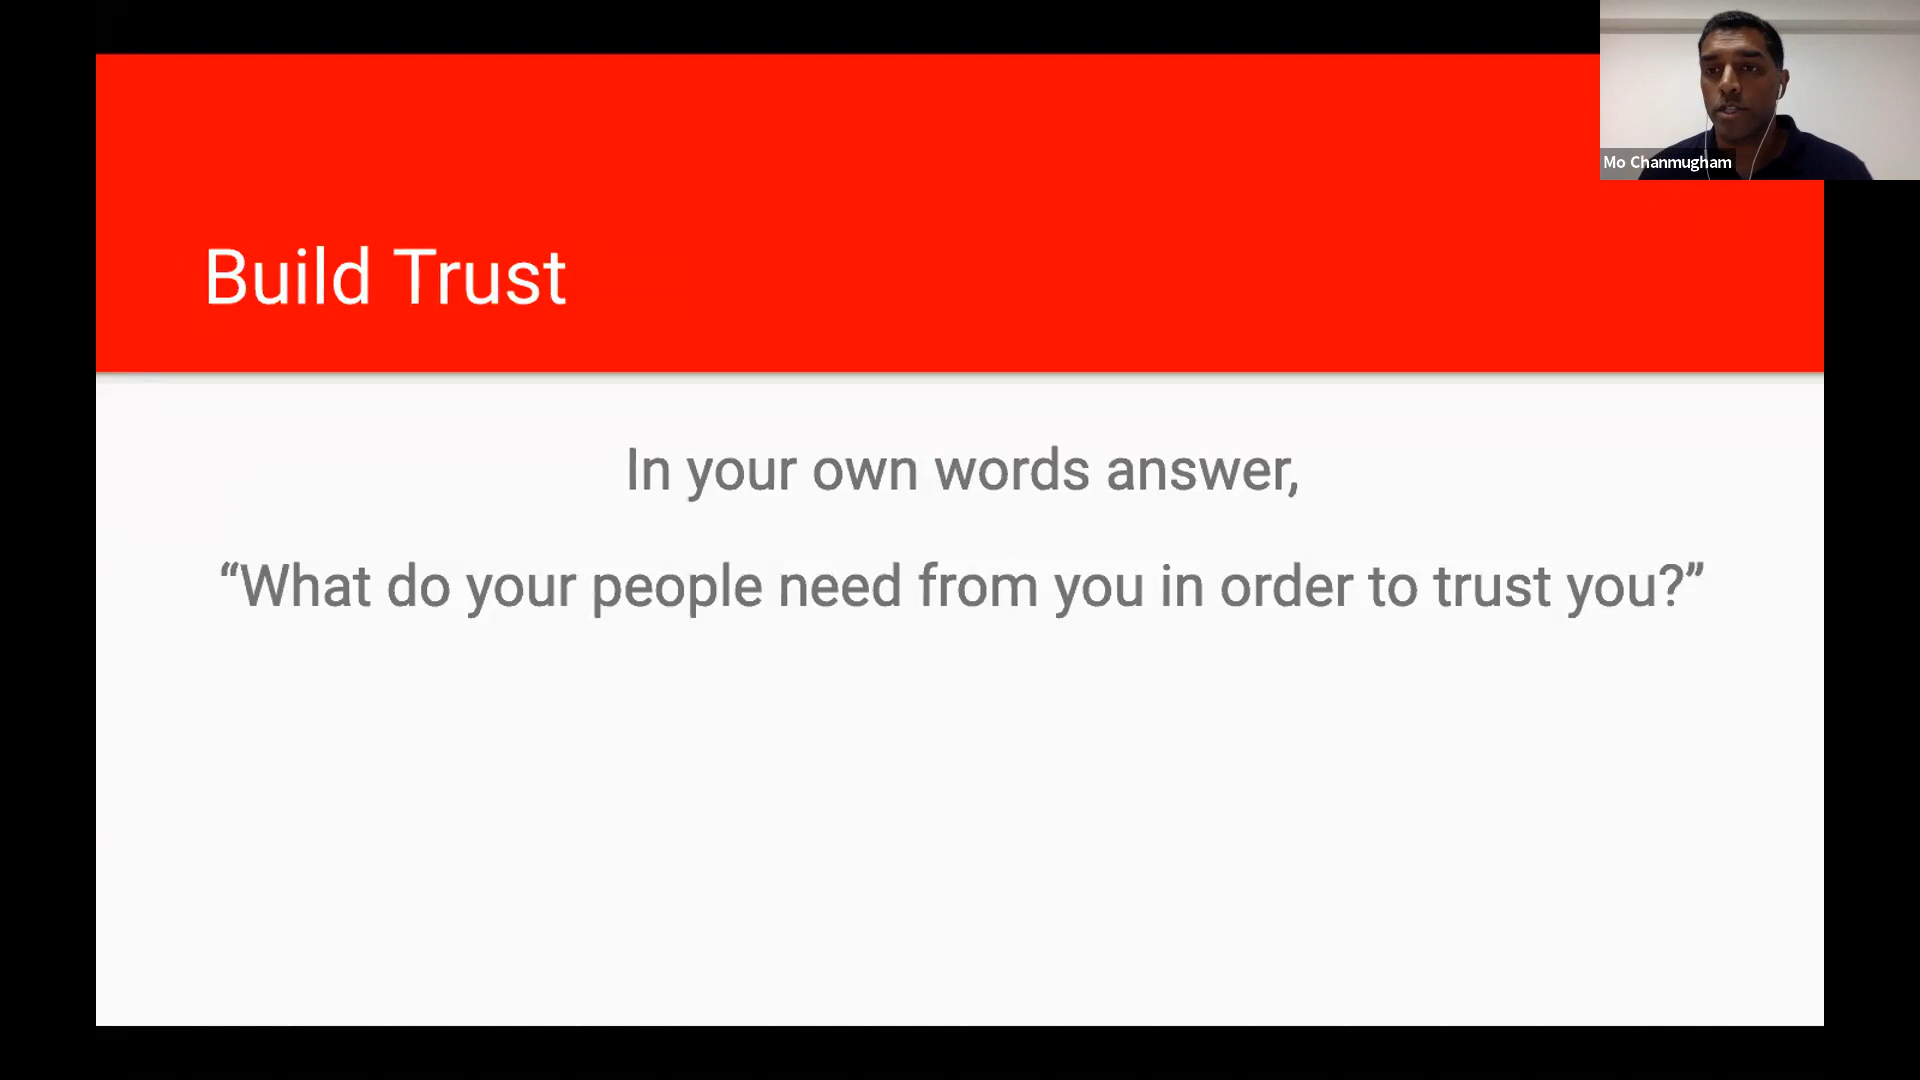 Mo Chanmugham
Build Trust
In your own words answer,
“What do your people need from you in order to trust you?”